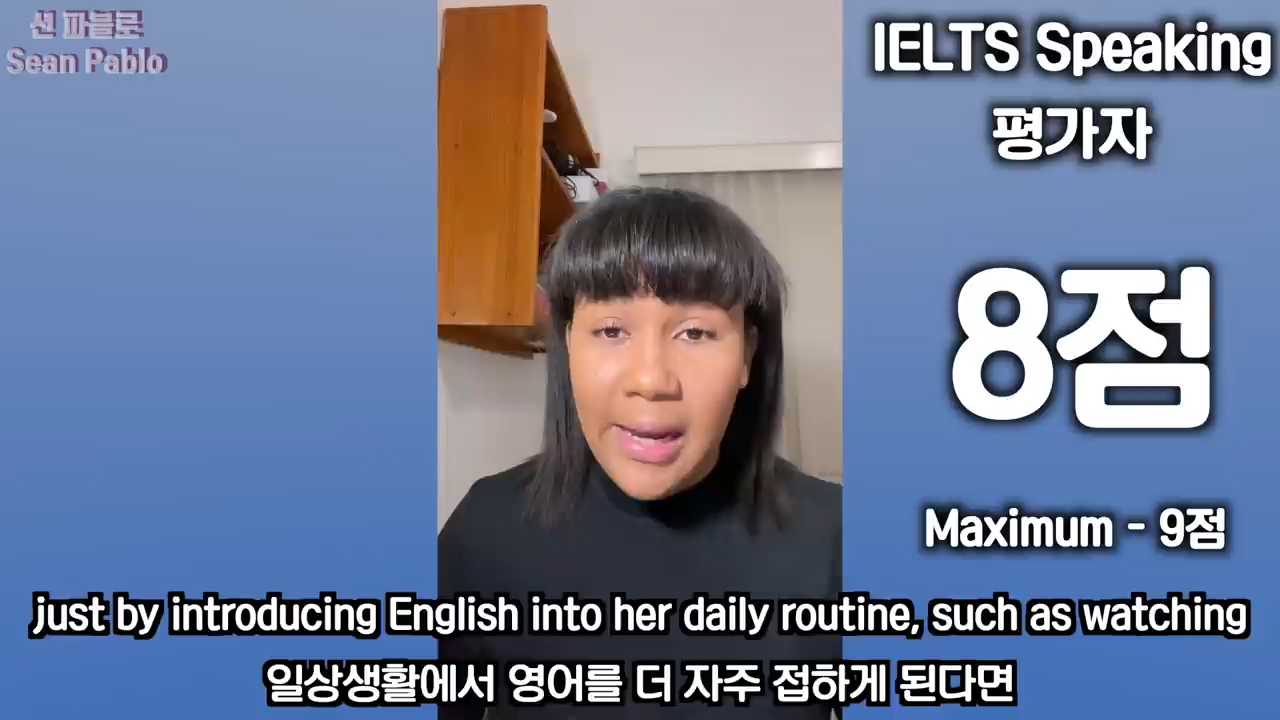 센 파블로
Sean Pablo
IELTS Speaking
평가자
8점
Maximum - 9점
just by introducing English into her daily routine, such as watching
일상생활에서 영어를 더 자주 접하게 된다면